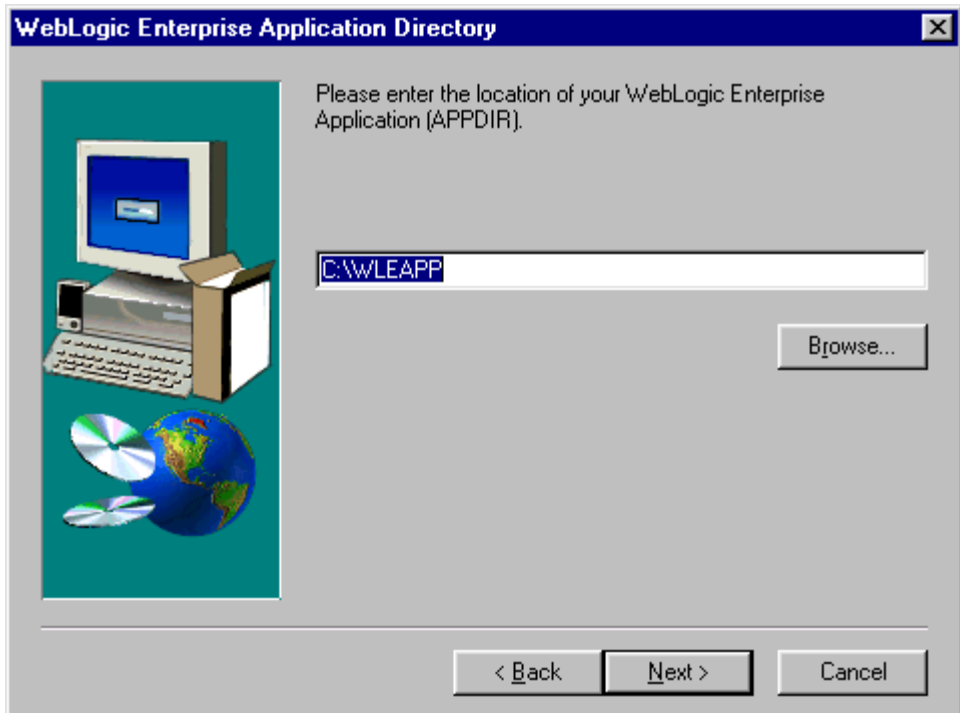 WebLogic Enterprise Application Directory
Please enter the location of your WebLogic Enterprise
Application (APPDIR).
C:\WLEAPP
Browse...
< Back
Next >
Cancel